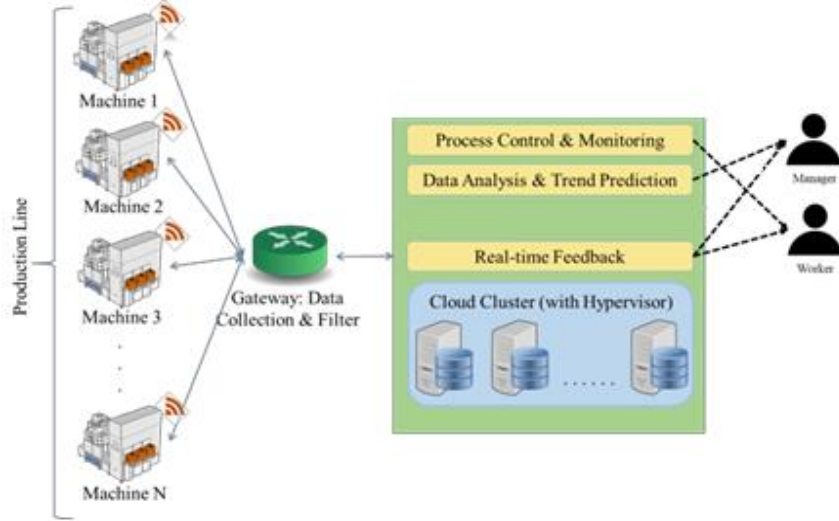 Production Line
Machine 1
Machine 2
Machine 3
Machine N
Gateway: Data
Collection & Filter
Process Control & Monitoring
Data Analysis & Trend Prediction
Real-time Feedback
Cloud Cluster (with Hypervisor)
Manager
Worker